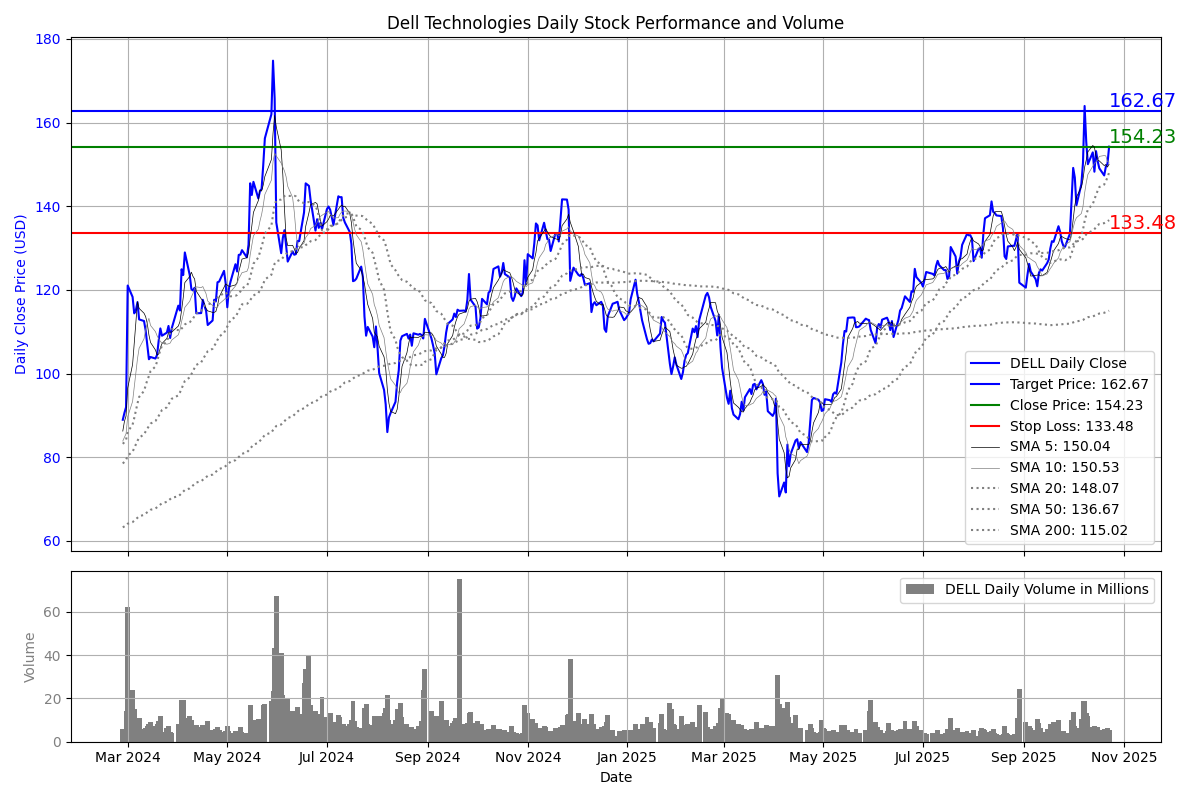 Dell Technologies Daily Stock Performance and Volume
180
160
140
120
100
80
60
Daily Close Price (USD)
162.67
154.23
133.48
DELL Daily Close
Target Price: 162.67
Close Price: 154.23
Stop Loss: 133.48
SMA 5: 150.04
SMA 10: 150.53
SMA 20: 148.07
SMA 50: 136.67
SMA 200: 115.02
60
40
20
0
Volume
DELL Daily Volume in Millions
Mar 2024 May 2024 Jul 2024 Sep 2024 Nov 2024 Jan 2025 Mar 2025 May 2025 Jul 2025 Sep 2025 Nov 2025
Date